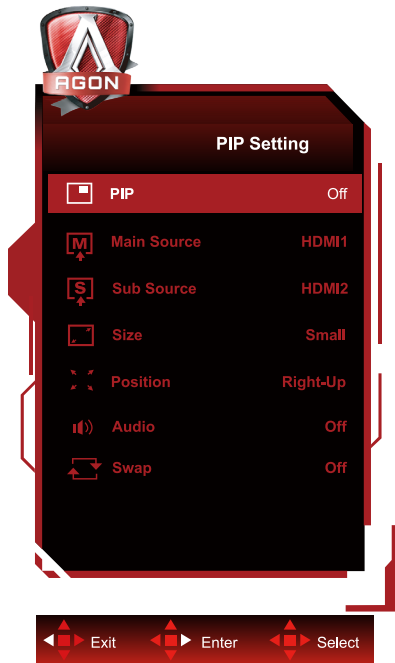 AGON
PIP Setting
PIP Off
M Main Source HDMI1
S Sub Source HDMI2
Size Small
Position Right-Up
Audio Off
Swap Off
Exit Enter Select